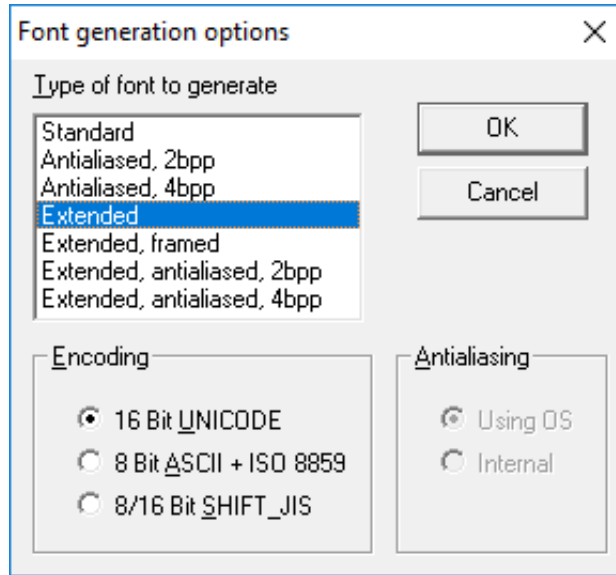 Font generation options
Type of font to generate
Standard
Antialiased, 2bpp
Antialiased, 4bpp
Extended
Extended, framed
Extended, antialiased, 2bpp
Extended, antialiased, 4bpp
OK
Cancel
Encoding
16 Bit UNICODE
8 Bit ASCII + ISO 8859
8/16 Bit SHIFT_JIS
Antialiasing
Using OS
Internal